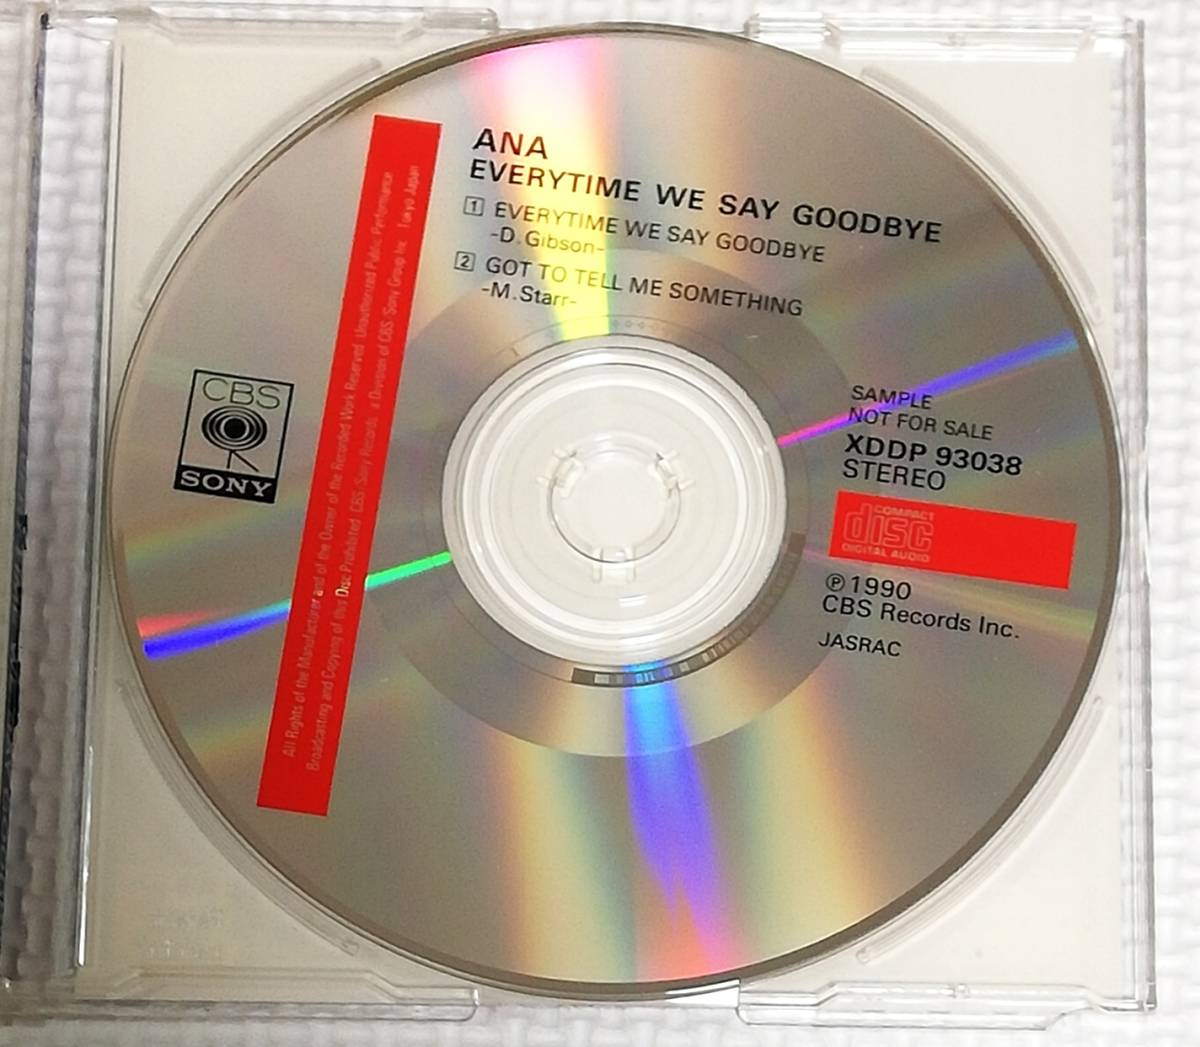 ANA
EVERYTIME WE SAY GOODBYE
1 EVERYTIME WE SAY GOODBYE
-D. Gibson-
2 GOT TO TELL ME SOMETHING
-M. Starr-
CBS
SONY
All Rights of the Manufacturer and of the Owner of the Recorded Work Reserved Unauthorized Public Performance
Broadcasting and Copying of this Disc Prohibited CBS/Sony Records a Division of CBS Sony Group Inc Tokyo Japan
SAMPLE
NOT FOR SALE
XDDP 93038
STEREO
COMPACT
disc
DIGITAL AUDIO
℗1990
CBS Records Inc.
JASRAC